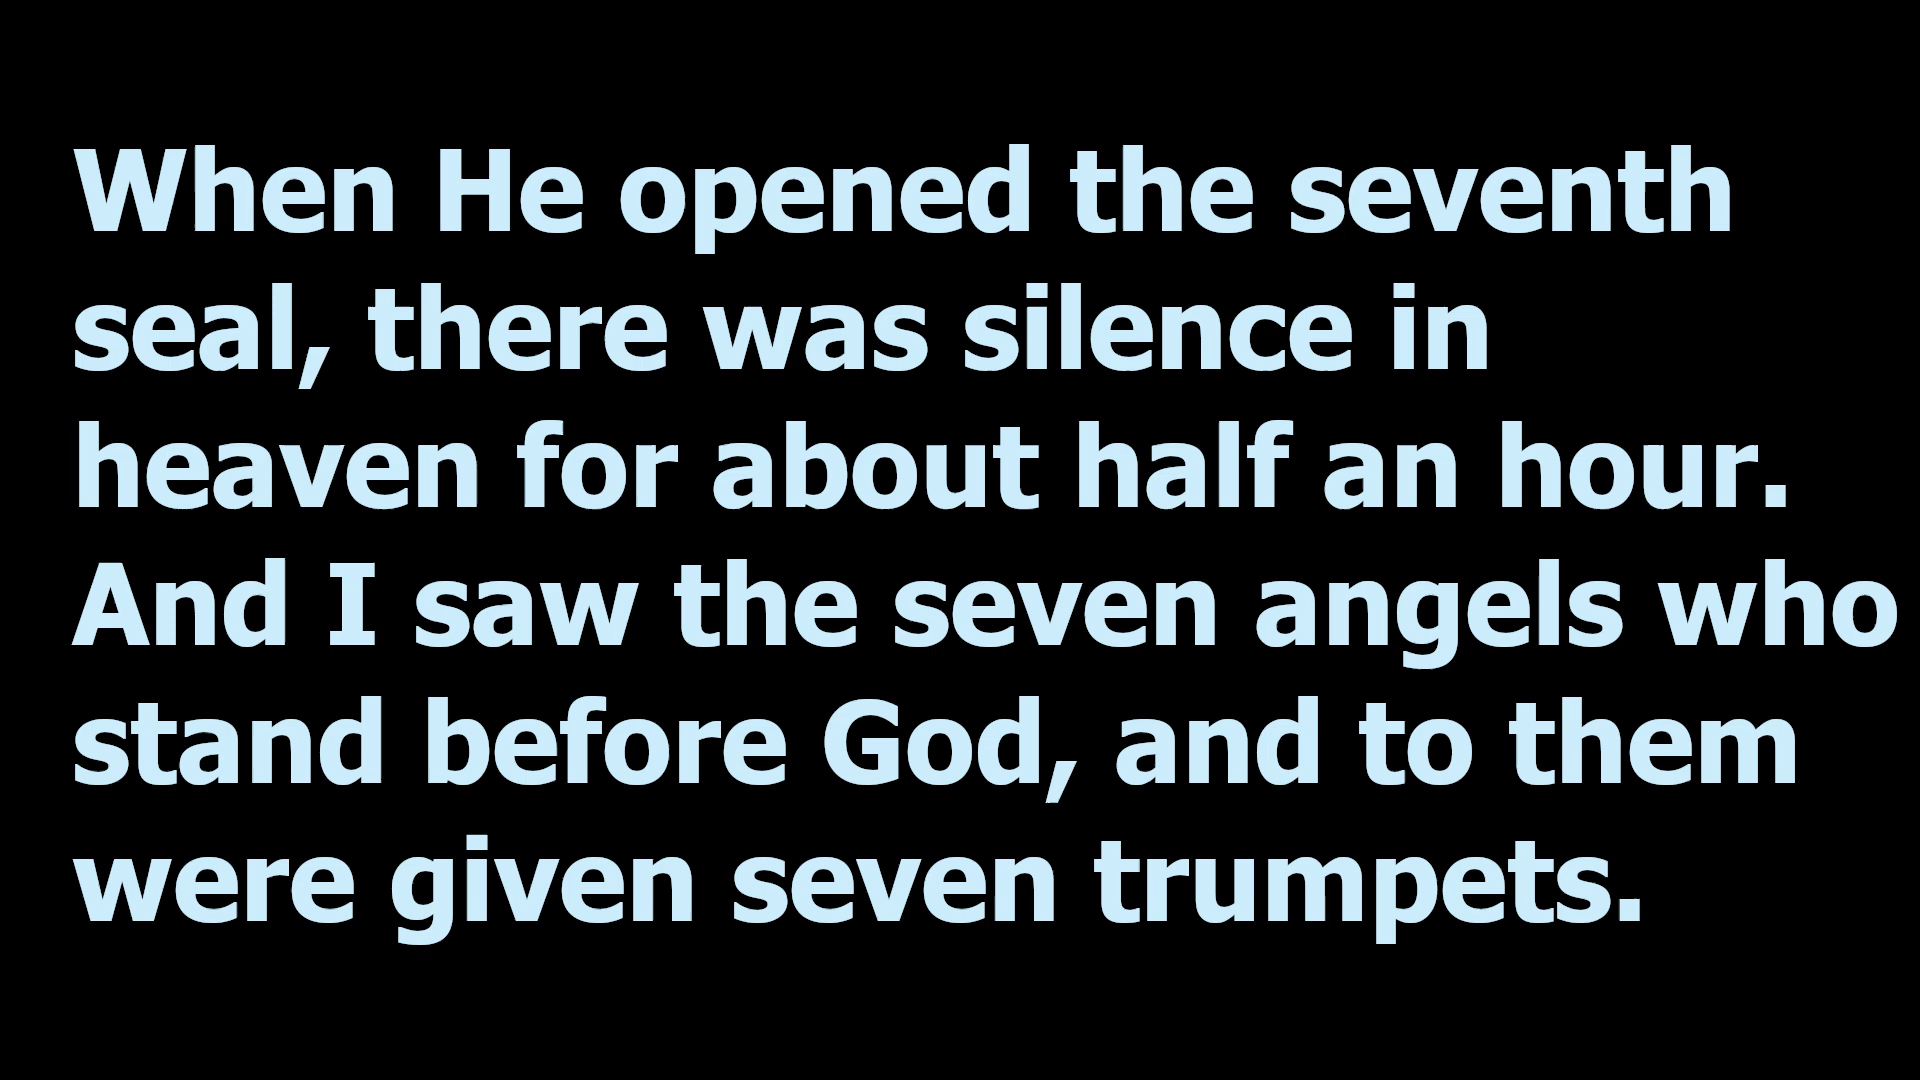 When He opened the seventh
seal, there was silence in
heaven for about half an hour.
And I saw the seven angels who
stand before God, and to them
were given seven trumpets.